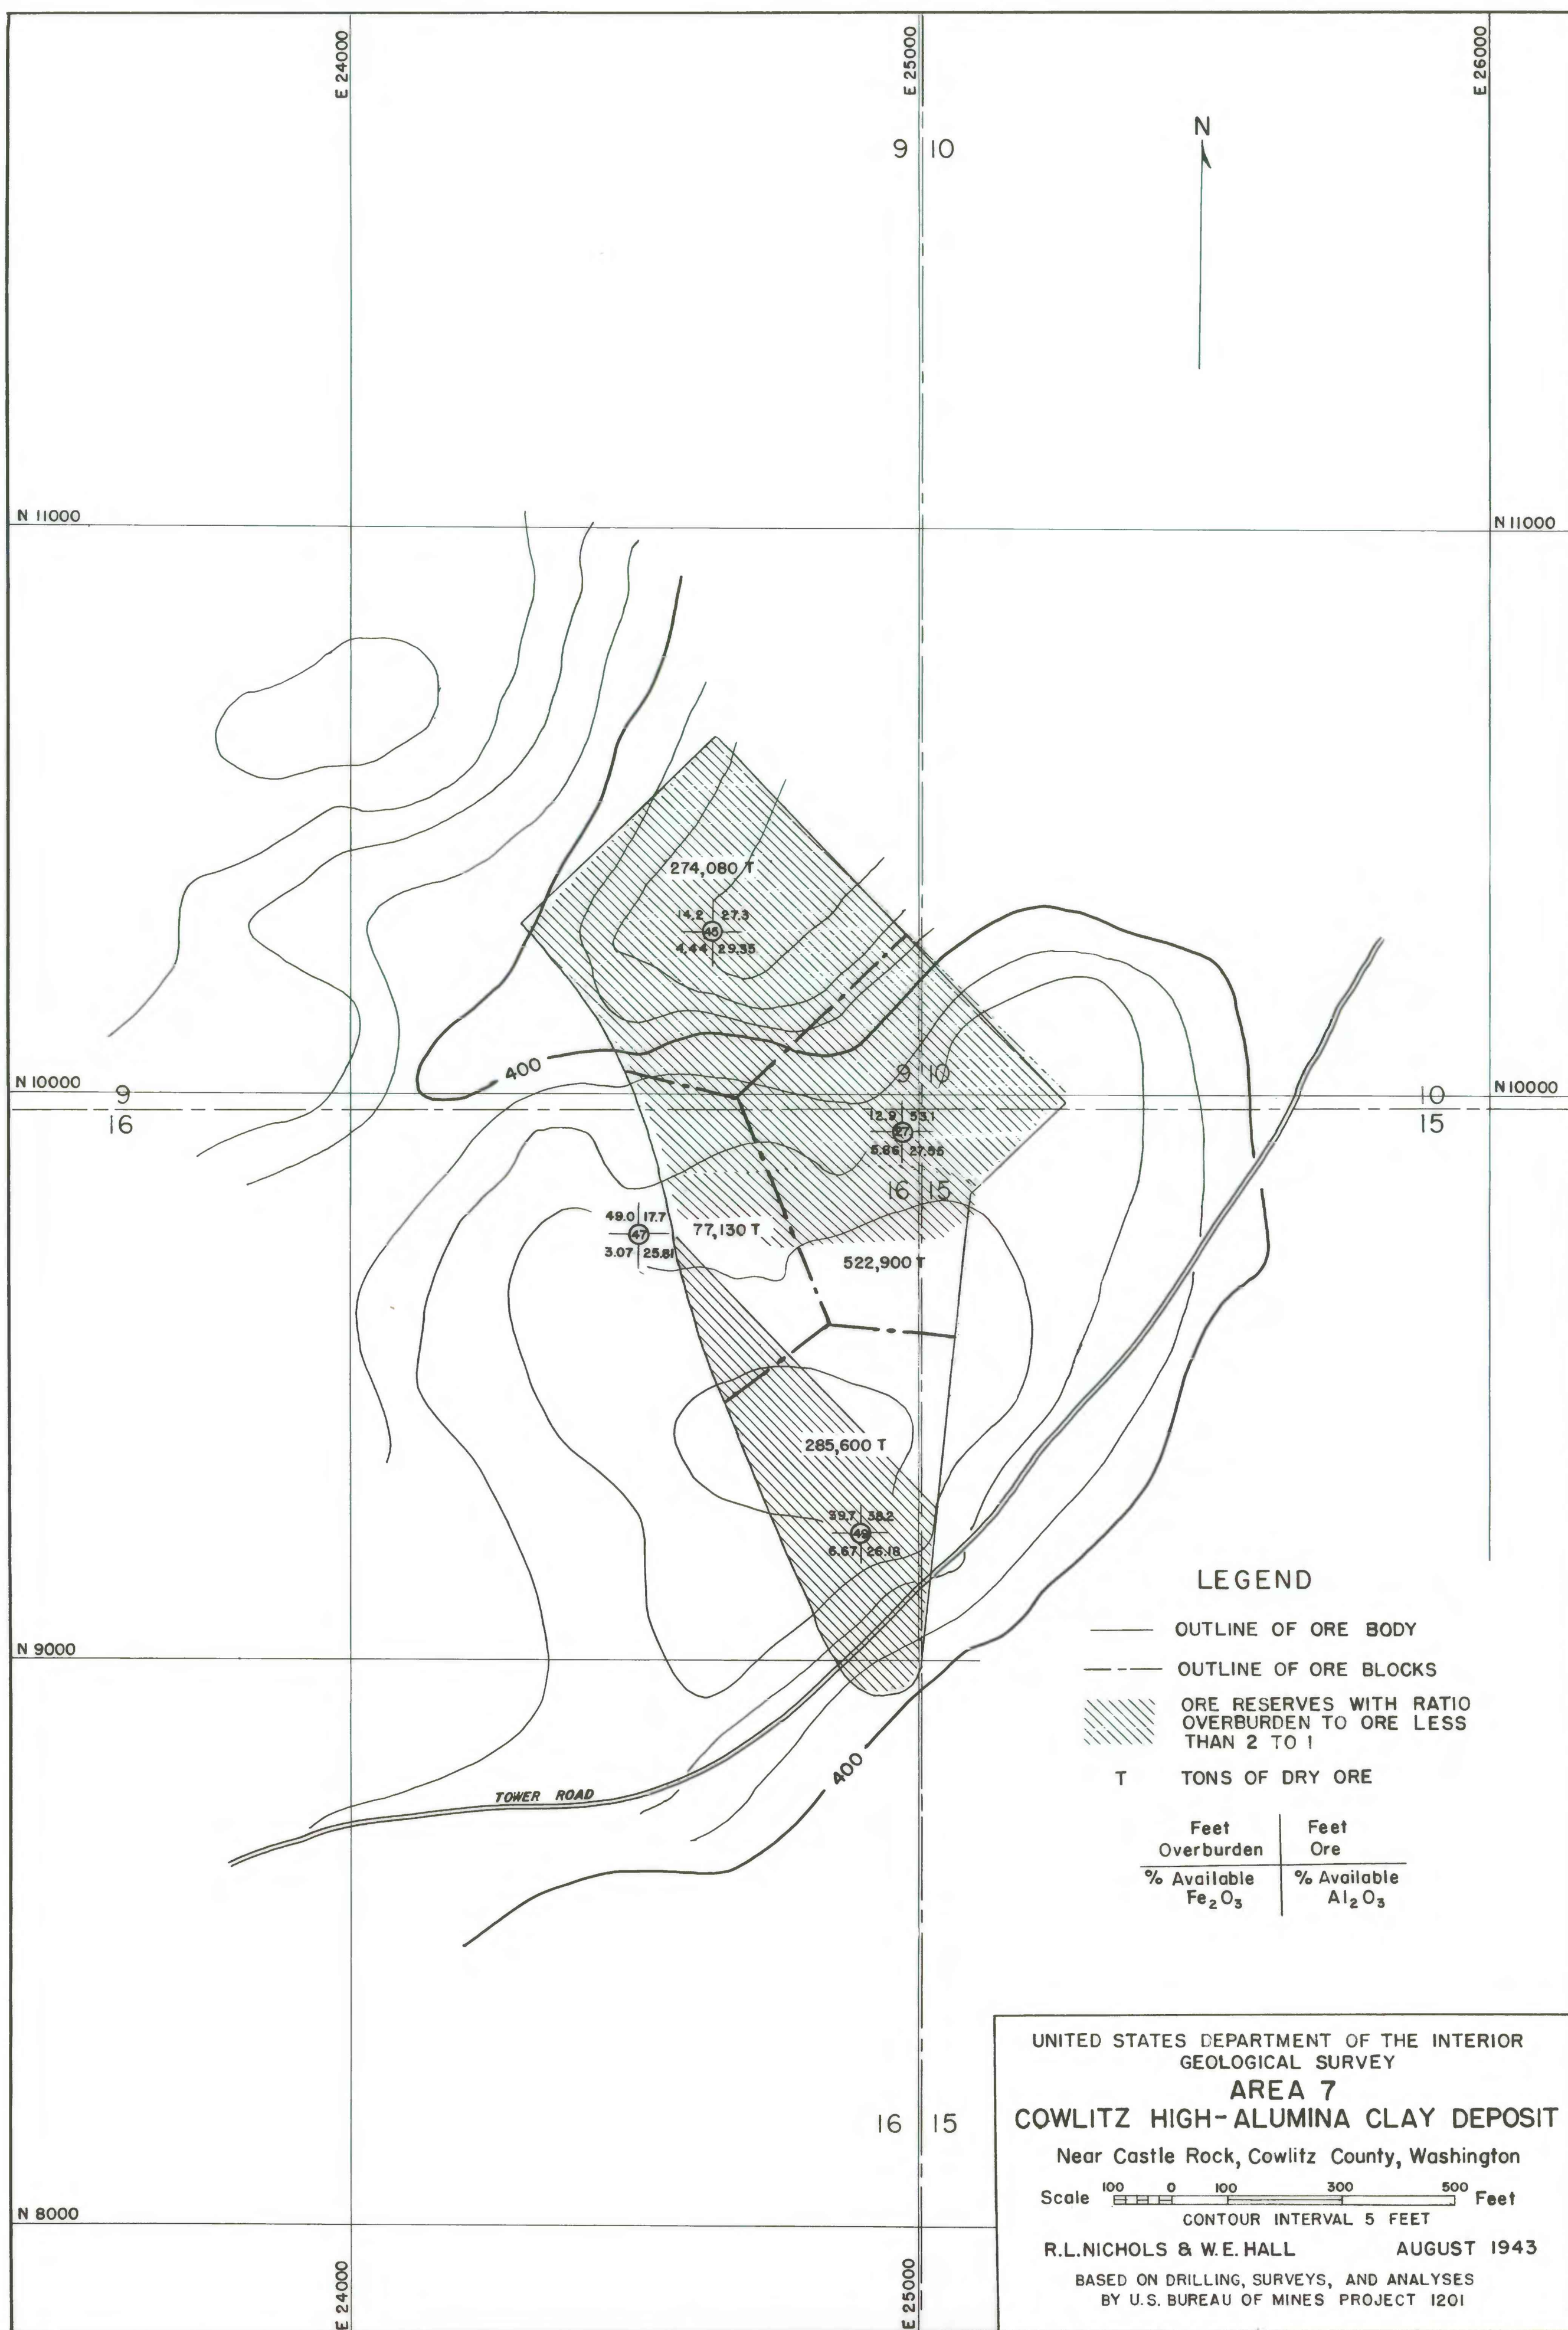 E 24000
E 25000
E 26000
N
9 10
N 11000
N 11000
274,080 T
14.2 27.3
45
4.44 29.35
400
9 10
N 10000 9
10 N 10000
16
15
12.9 53.1
27
5.86 27.55
16 15
49.0 17.7
47
3.07 25.81
77,130 T
522,900 T
285,600 T
39.7 38.2
49
6.67 26.18
N 9000
400
TOWER ROAD
LEGEND
OUTLINE OF ORE BODY
OUTLINE OF ORE BLOCKS
ORE RESERVES WITH RATIO
OVERBURDEN TO ORE LESS
THAN 2 TO 1
T TONS OF DRY ORE
Feet Feet
Overburden Ore
% Available % Available
Fe₂O₃ Al₂O₃
16 15
N 8000
E 24000
E 25000
UNITED STATES DEPARTMENT OF THE INTERIOR
GEOLOGICAL SURVEY
AREA 7
COWLITZ HIGH-ALUMINA CLAY DEPOSIT
Near Castle Rock, Cowlitz County, Washington
Scale 100 0 100 300 500 Feet
CONTOUR INTERVAL 5 FEET
R.L.NICHOLS & W.E.HALL AUGUST 1943
BASED ON DRILLING, SURVEYS, AND ANALYSES
BY U.S. BUREAU OF MINES PROJECT 1201